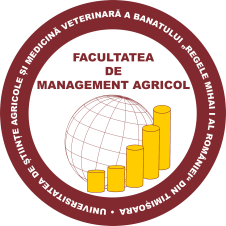 UNIVERSITATEA DE ȘTIINȚE AGRICOLE ȘI MEDICINĂ VETERINARĂ A BANATULUI „REGELE MIHAI I AL ROMÂNIEI” DIN TIMIȘOARA •
FACULTATEA
DE
MANAGEMENT AGRICOL